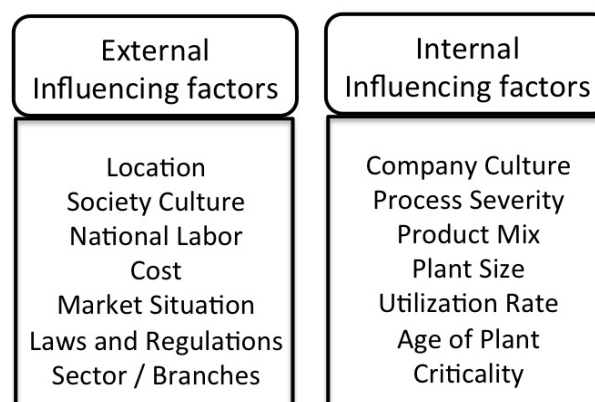 External
Influencing factors
Location
Society Culture
National Labor
Cost
Market Situation
Laws and Regulations
Sector / Branches
Internal
Influencing factors
Company Culture
Process Severity
Product Mix
Plant Size
Utilization Rate
Age of Plant
Criticality